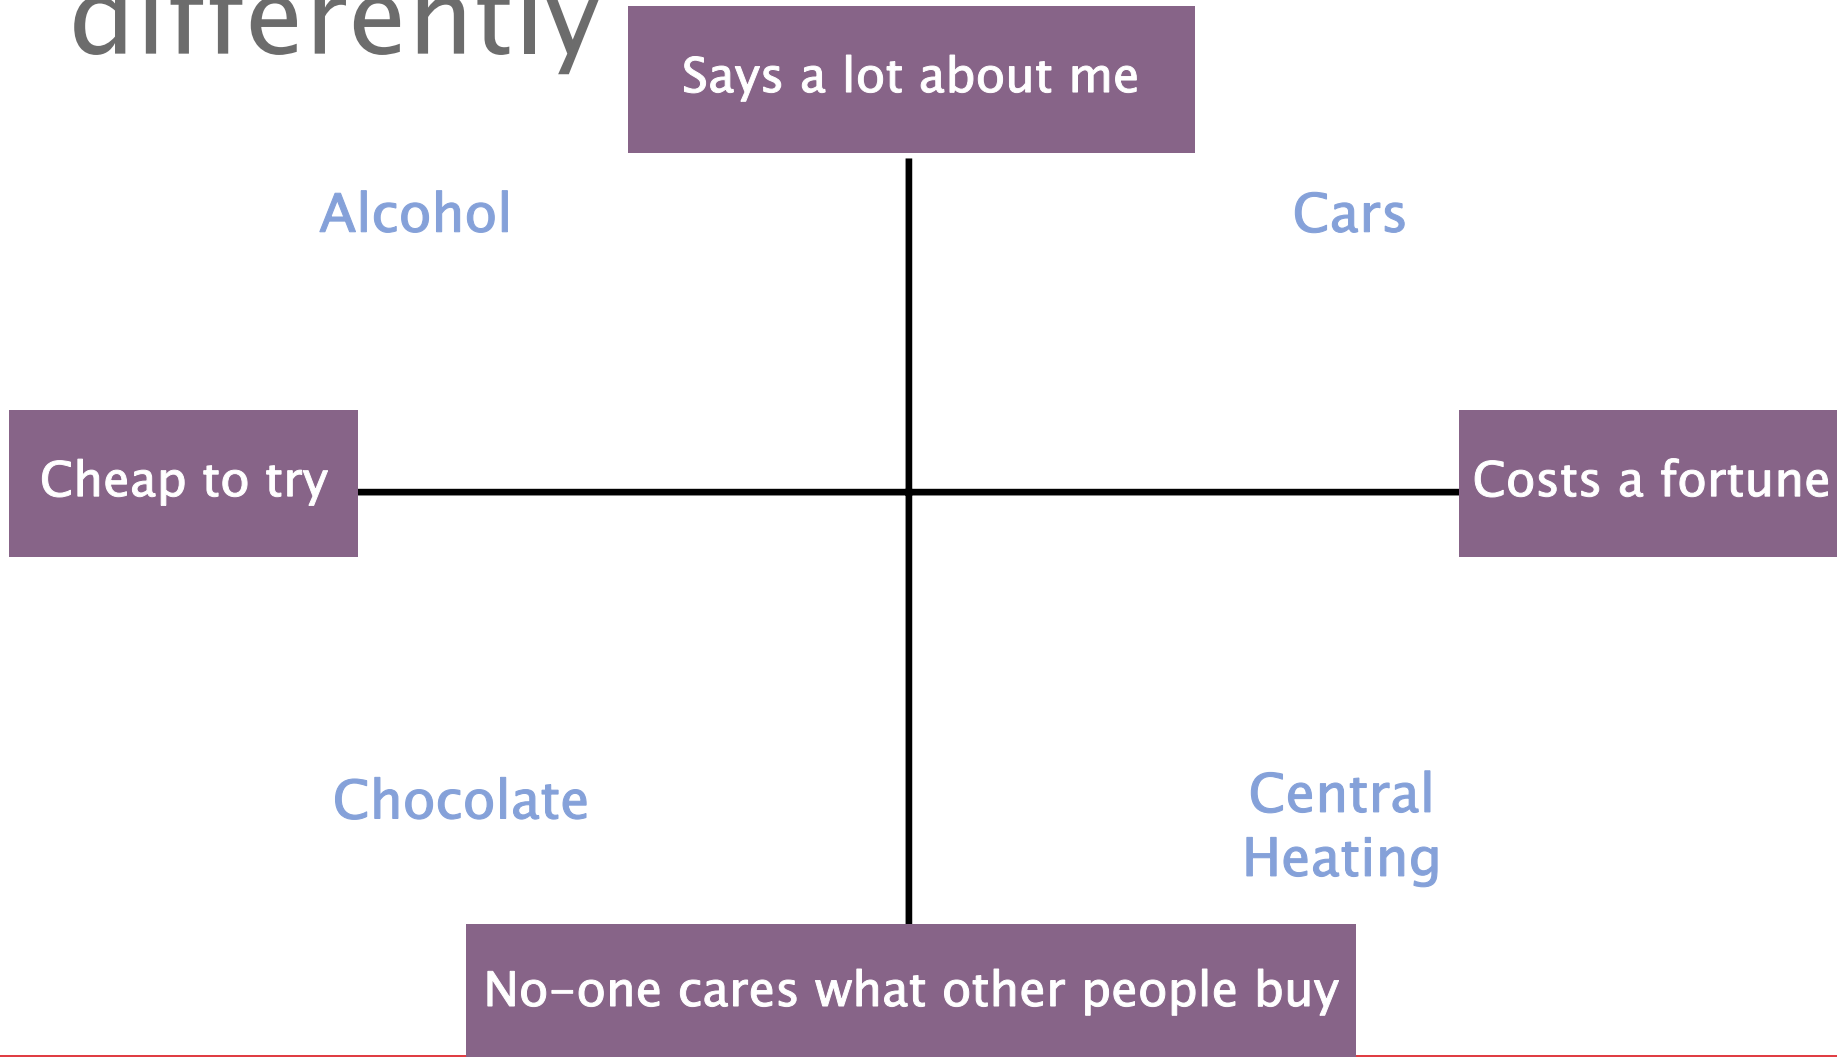 differently
Says a lot about me
Alcohol
Cars
Cheap to try
Costs a fortune
Chocolate
Central
Heating
No-one cares what other people buy